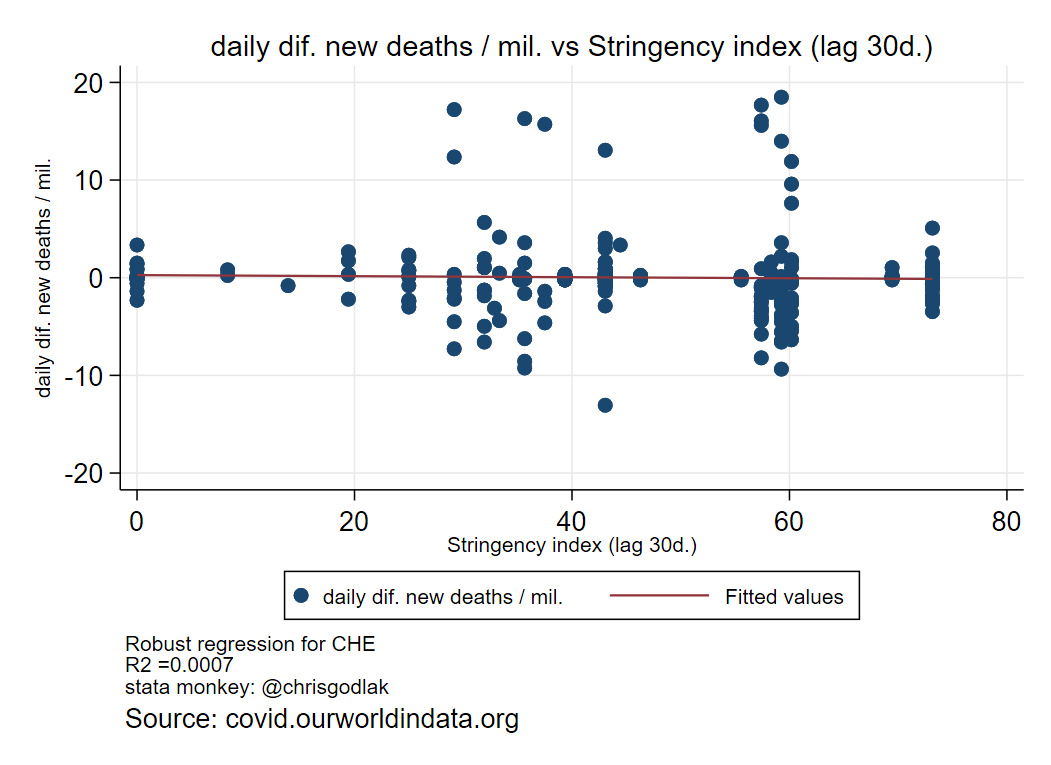 daily dif. new deaths / mil. vs Stringency index (lag 30d.)
daily dif. new deaths / mil.
20
10
0
-10
-20
0 20 40 60 80
Stringency index (lag 30d.)
daily dif. new deaths / mil. Fitted values
Robust regression for CHE
R2 =0.0007
stata monkey: @chrisgodlak
Source: covid.ourworldindata.org